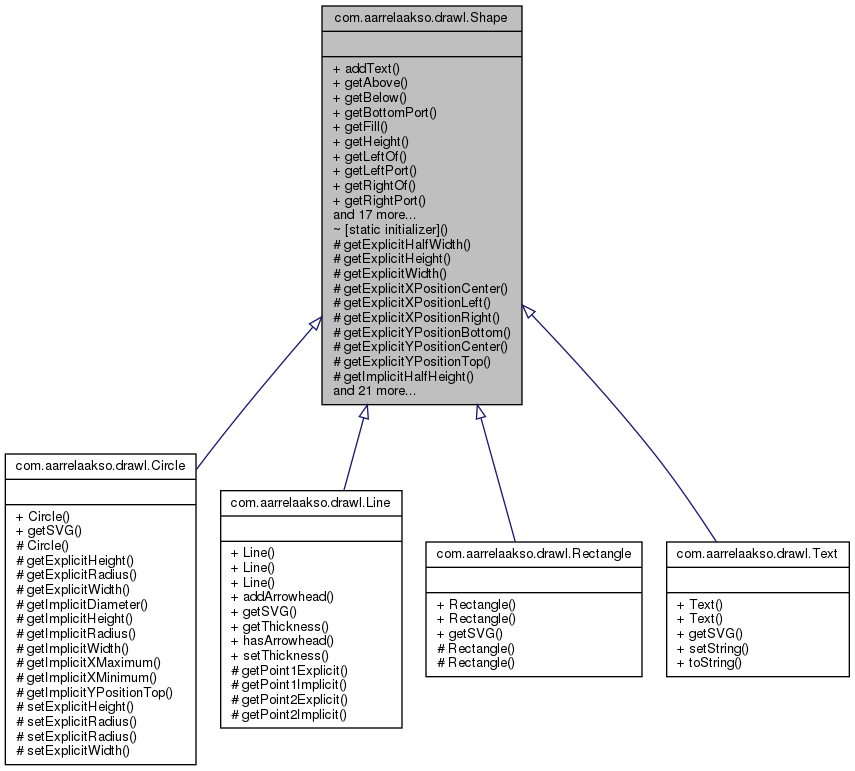 com.aarrelaakso.drawl.Shape
+ addText()
+ getAbove()
+ getBelow()
+ getBottomPort()
+ getFill()
+ getHeight()
+ getLeftOf()
+ getLeftPort()
+ getRightOf()
+ getRightPort()
and 17 more...
~ [static initializer]()
# getExplicitHalfWidth()
# getExplicitHeight()
# getExplicitWidth()
# getExplicitXPositionCenter()
# getExplicitXPositionLeft()
# getExplicitXPositionRight()
# getExplicitYPositionBottom()
# getExplicitYPositionCenter()
# getExplicitYPositionTop()
# getImplicitHalfHeight()
and 21 more...
com.aarrelaakso.drawl.Circle
+ Circle()
+ getSVG()
# Circle()
# getExplicitHeight()
# getExplicitRadius()
# getExplicitWidth()
# getImplicitDiameter()
# getImplicitHeight()
# getImplicitRadius()
# getImplicitWidth()
# getImplicitXMaximum()
# getImplicitXMinimum()
# getImplicitYPositionTop()
# setExplicitHeight()
# setExplicitRadius()
# setExplicitRadius()
# setExplicitWidth()
com.aarrelaakso.drawl.Line
+ Line()
+ Line()
+ Line()
+ addArrowhead()
+ getSVG()
+ getThickness()
+ hasArrowhead()
+ setThickness()
# getPoint1Explicit()
# getPoint1Implicit()
# getPoint2Explicit()
# getPoint2Implicit()
com.aarrelaakso.drawl.Rectangle
+ Rectangle()
+ Rectangle()
+ getSVG()
# Rectangle()
# Rectangle()
com.aarrelaakso.drawl.Text
+ Text()
+ Text()
+ getSVG()
+ setString()
+ toString()